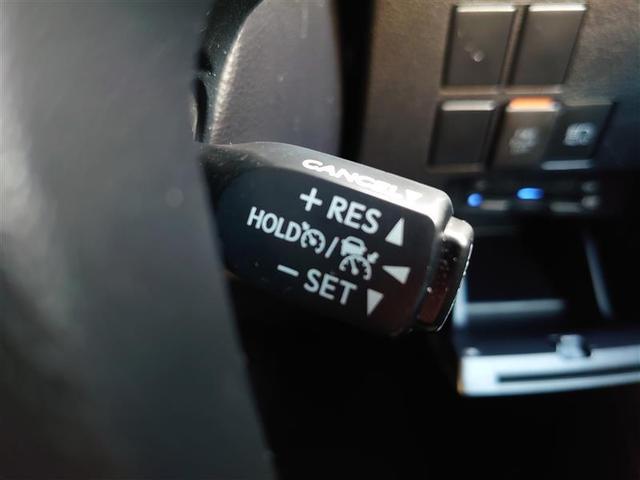 CANCEL▼
+ RES ▲
HOLD / ◀
− SET ▼